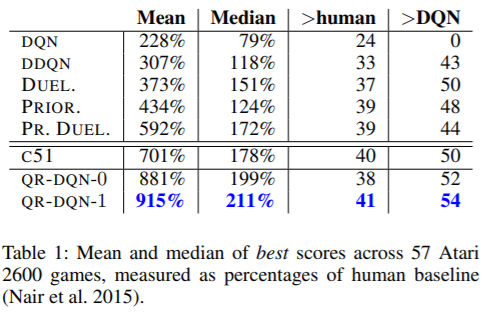 Mean Median >human >DQN
DQN 228% 79% 24 0
DDQN 307% 118% 33 43
DUEL. 373% 151% 37 50
PRIOR. 434% 124% 39 48
PR. DUEL. 592% 172% 39 44
C51 701% 178% 40 50
QR-DQN-0 881% 199% 38 52
QR-DQN-1 915% 211% 41 54
Table 1: Mean and median of best scores across 57 Atari
2600 games, measured as percentages of human baseline
(Nair et al. 2015).